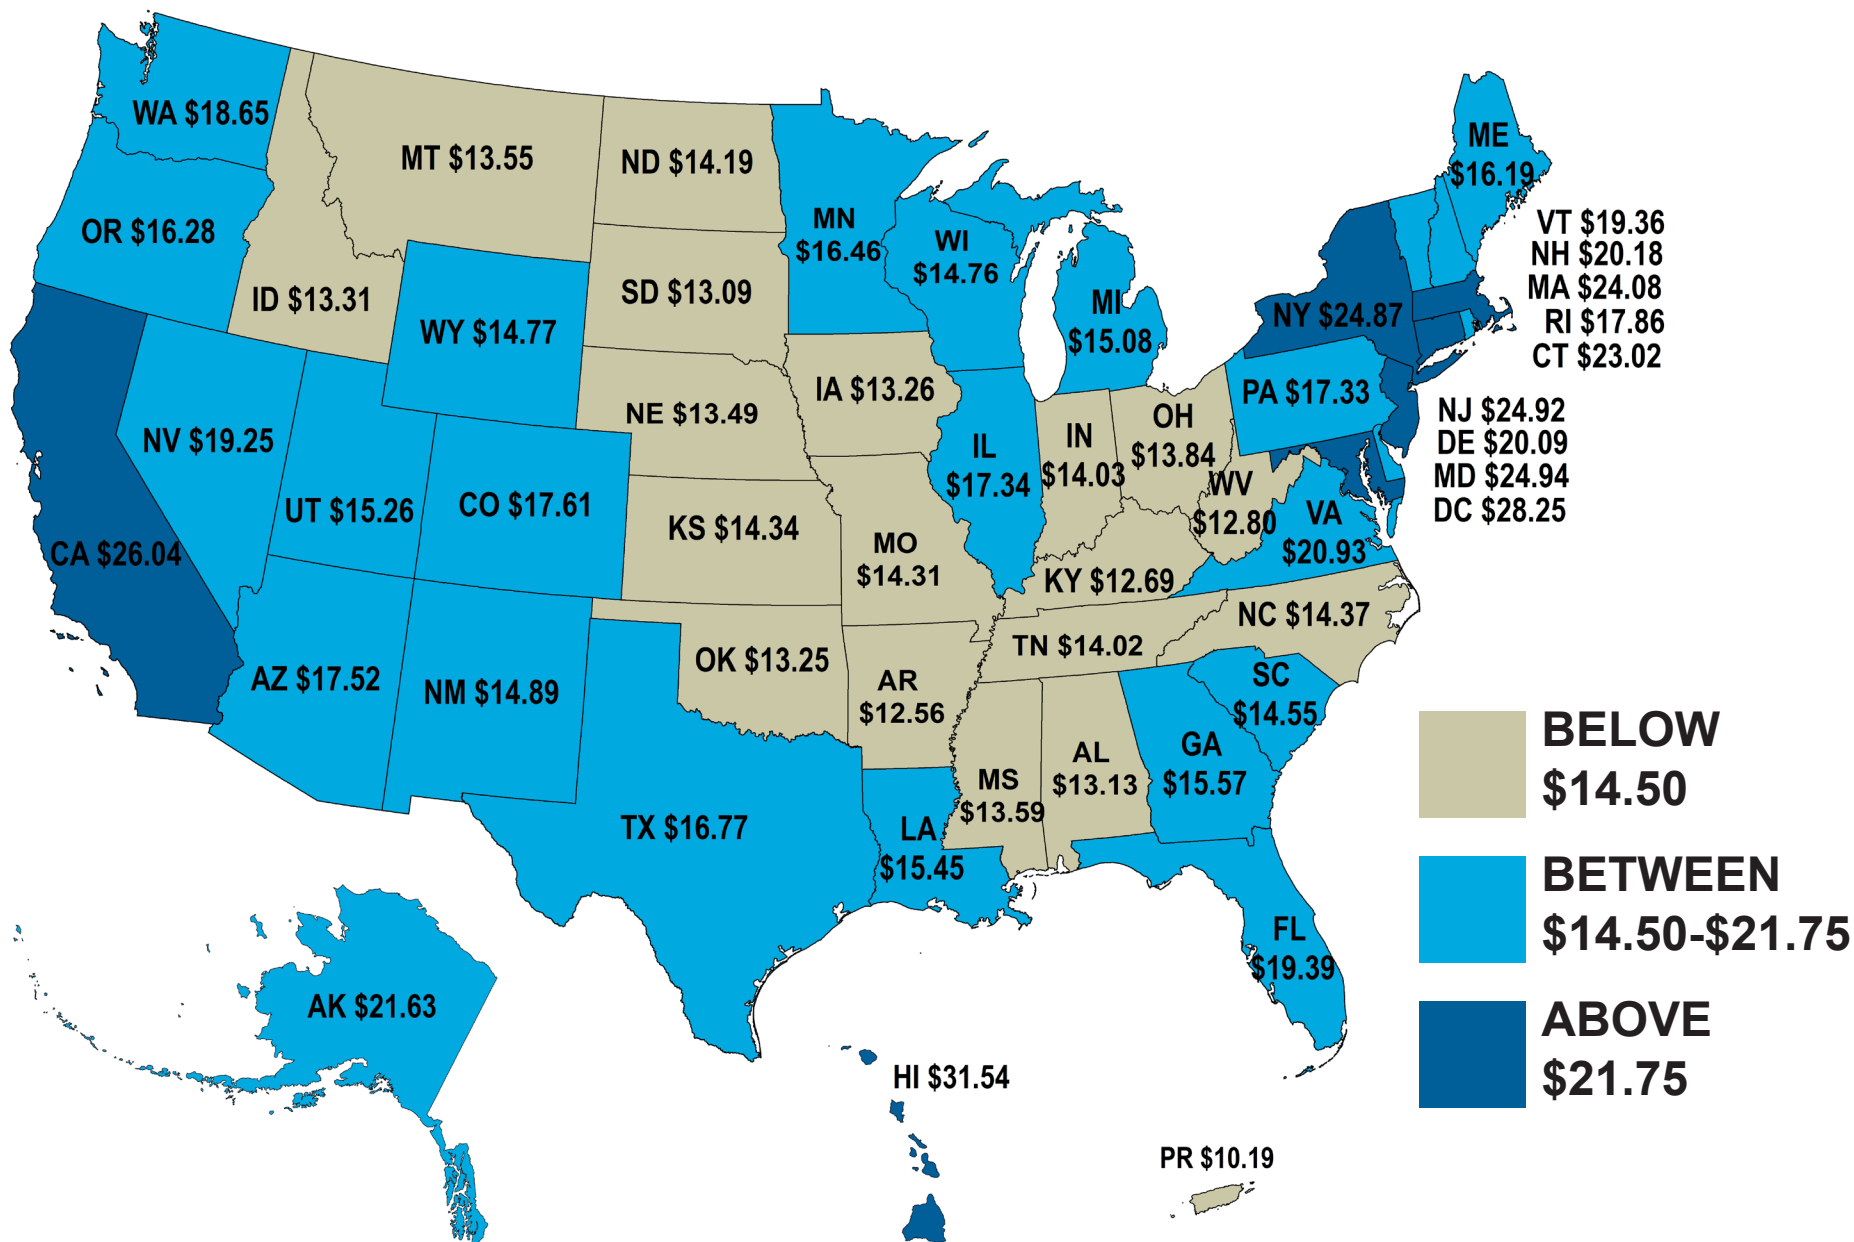 WA $18.65
MT $13.55
ND $14.19
OR $16.28
ID $13.31
WY $14.77
SD $13.09
MN
$16.46
WI
$14.76
MI
$15.08
ME
$16.19
VT $19.36
NH $20.18
MA $24.08
RI $17.86
CT $23.02
NY $24.87
PA $17.33
NJ $24.92
DE $20.09
MD $24.94
DC $28.25
NV $19.25
UT $15.26
CO $17.61
NE $13.49
IA $13.26
IL
$17.34
IN
$14.03
OH
$13.84
WV
$12.80
VA
$20.93
CA $26.04
KS $14.34
MO
$14.31
KY $12.69
NC $14.37
TN $14.02
AZ $17.52
NM $14.89
OK $13.25
AR
$12.56
SC
$14.55
MS
$13.59
AL
$13.13
GA
$15.57
TX $16.77
LA
$15.45
FL
$19.39
AK $21.63
HI $31.54
PR $10.19
BELOW
$14.50
BETWEEN
$14.50-$21.75
ABOVE
$21.75